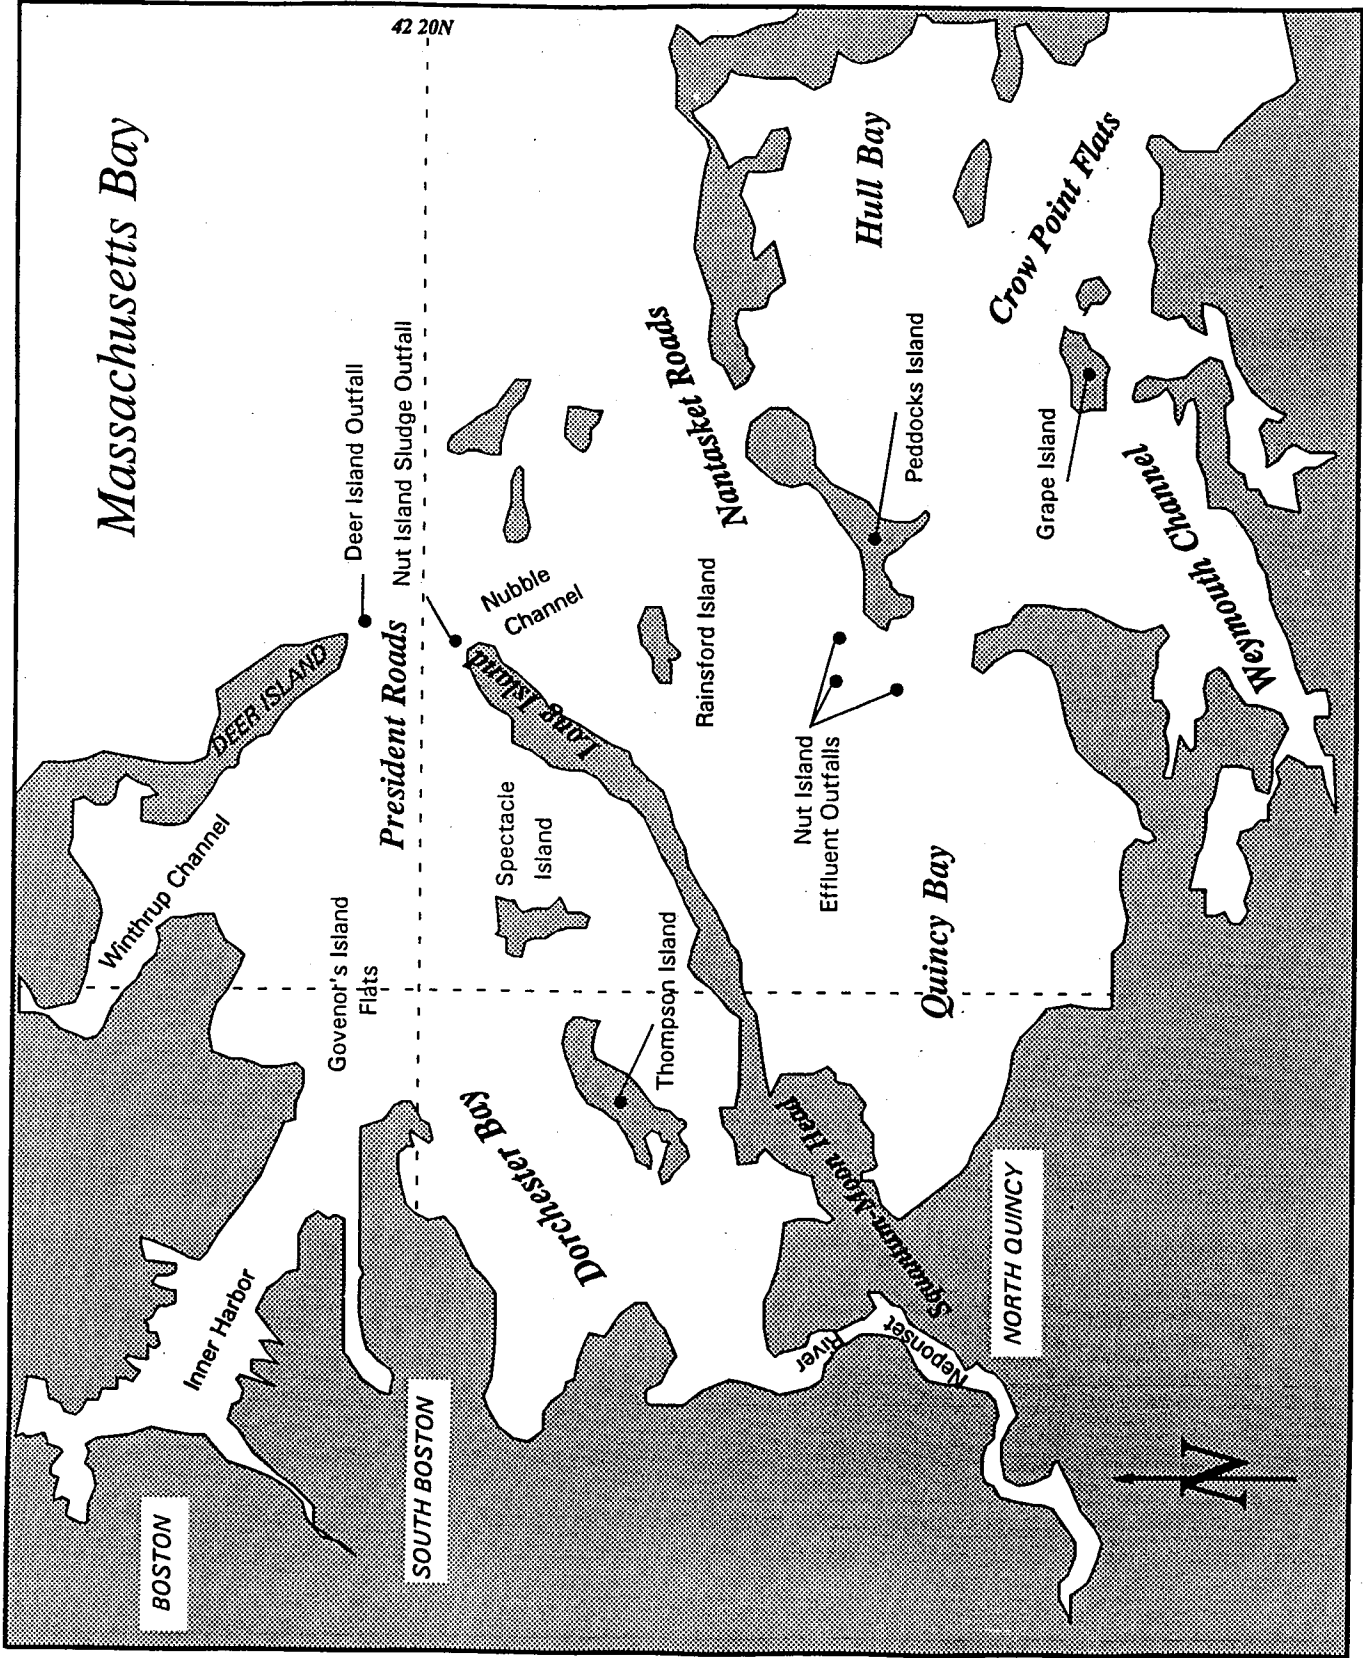 42 20N
Massachusetts Bay
Deer Island Outfall
Nut Island Sludge Outfall
DEER ISLAND
President Roads
Nubble
Channel
Long Island
Nantasket Roads
Hull Bay
Crow Point Flats
Peddocks Island
Grape Island
Weymouth Channel
Rainsford Island
Nut Island
Effluent Outfalls
Quincy Bay
Spectacle
Island
Thompson Island
Winthrup Channel
Govenor's Island
Flats
Dorchester Bay
Squantum-Moon Head
Inner Harbor
River
Neponset
NORTH QUINCY
SOUTH BOSTON
BOSTON
N